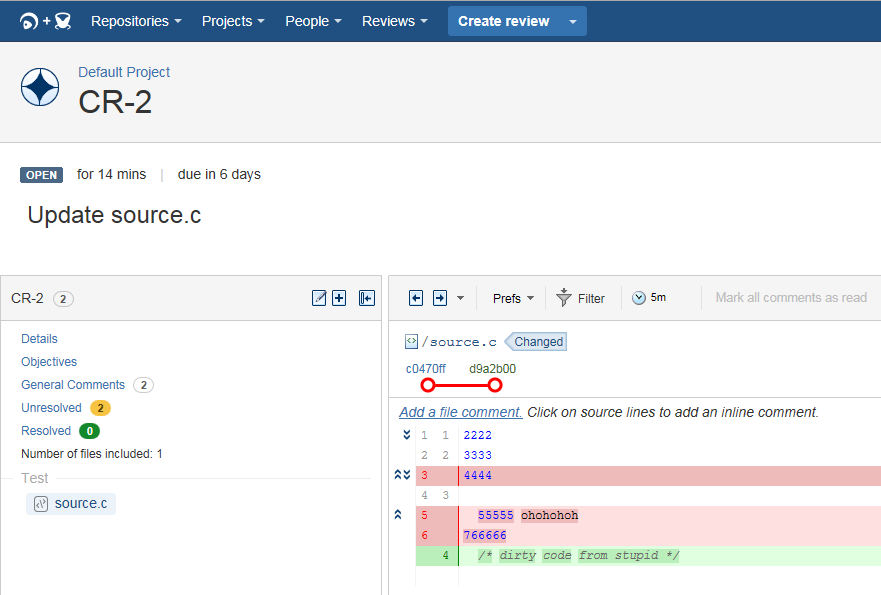 + Repositories Projects People Reviews Create review
Default Project
CR-2
OPEN for 14 mins | due in 6 days
Update source.c
CR-2 2
Details
Objectives
General Comments 2
Unresolved 2
Resolved 0
Number of files included: 1
Test
source.c
Prefs Filter 5m Mark all comments as read
/source.c Changed
c0470ff d9a2b00
Add a file comment. Click on source lines to add an inline comment.
1 1 2222
2 2 3333
3 4444
4 3
5 55555 ohohohoh
6 766666
4 /* dirty code from stupid */